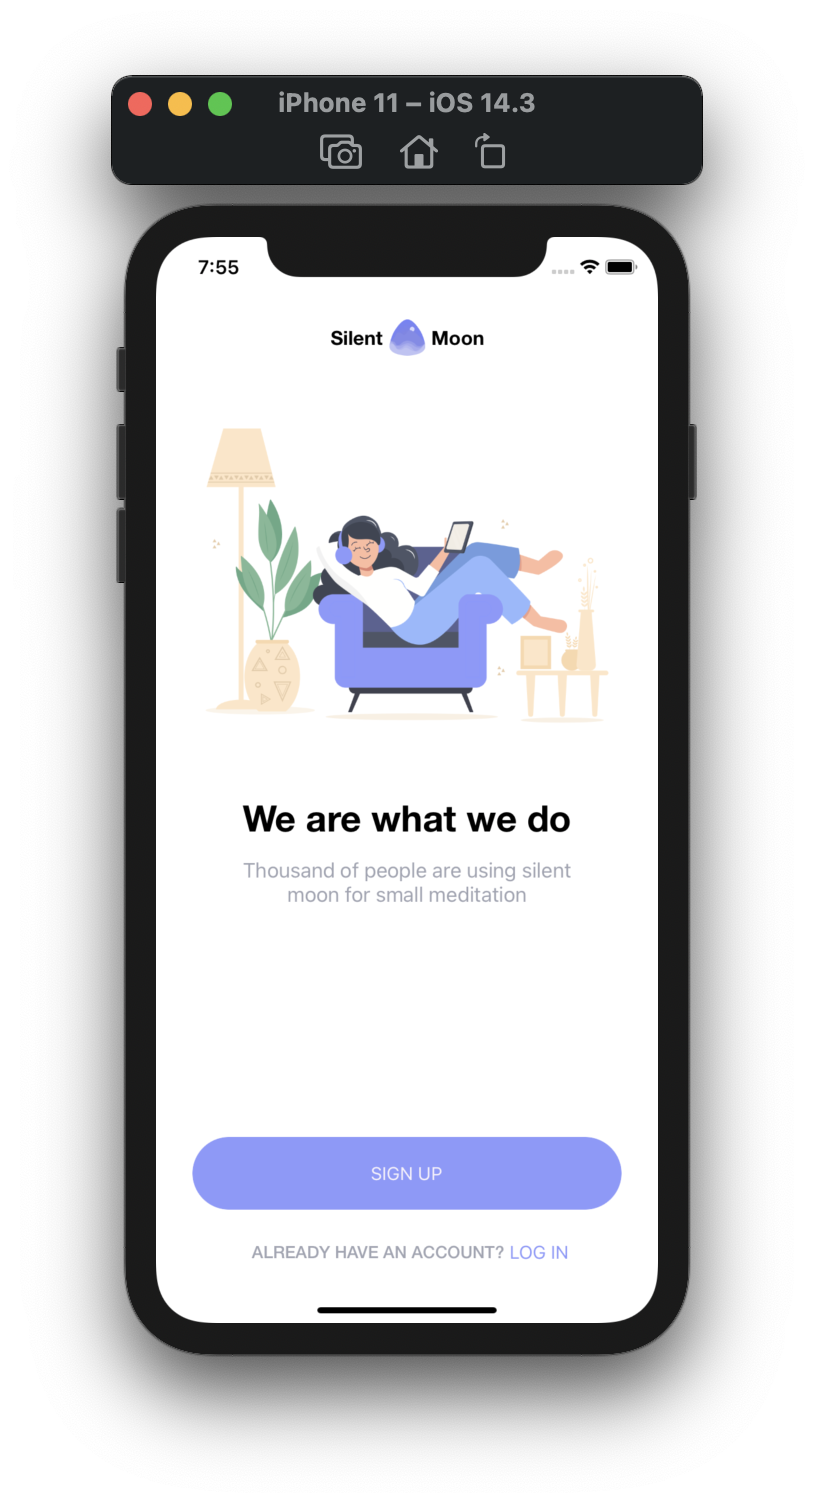 iPhone 11 – iOS 14.3
7:55
Silent Moon
We are what we do
Thousand of people are using silent
moon for small meditation
SIGN UP
ALREADY HAVE AN ACCOUNT? LOG IN